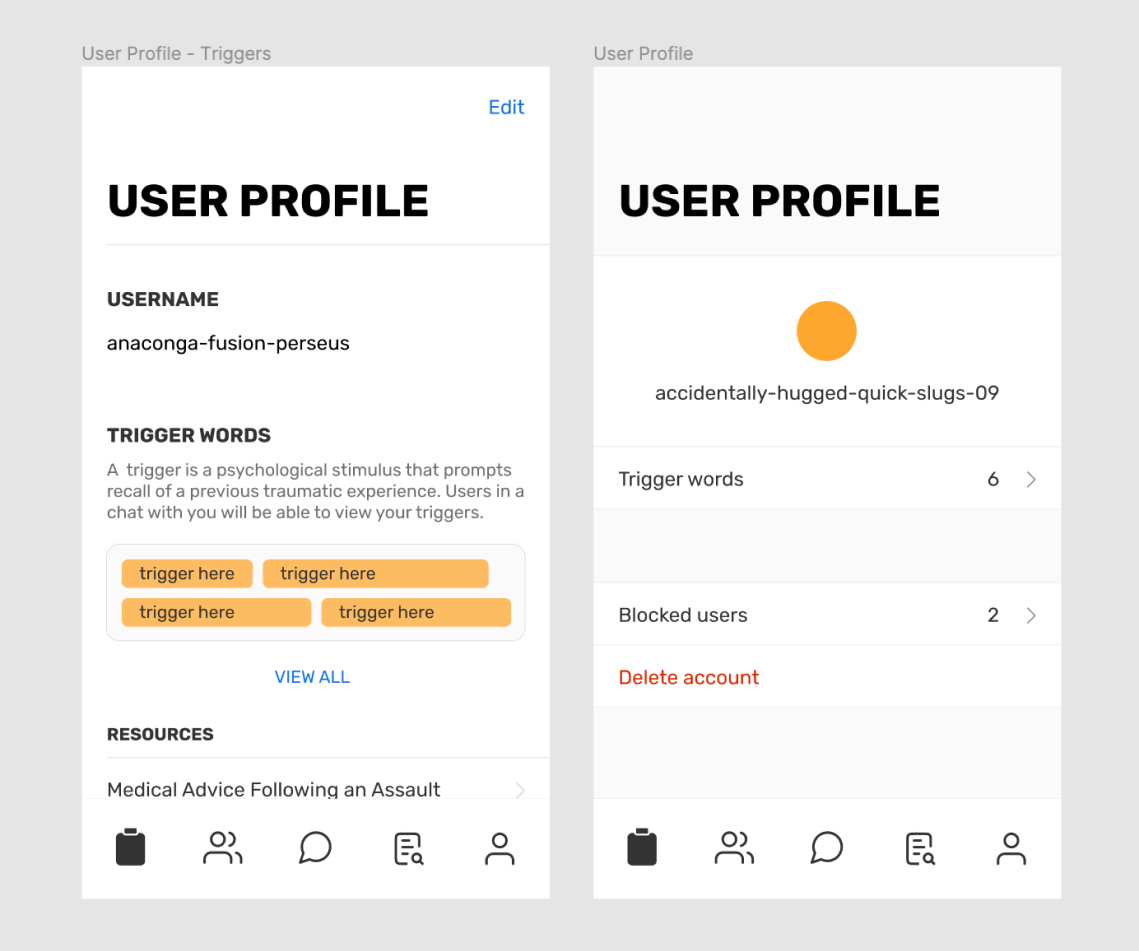 User Profile - Triggers
Edit
USER PROFILE
USERNAME
anaconga-fusion-perseus
TRIGGER WORDS
A  trigger is a psychological stimulus that prompts
recall of a previous traumatic experience. Users in a
chat with you will be able to view your triggers.
trigger here
trigger here
trigger here
trigger here
VIEW ALL
RESOURCES
Medical Advice Following an Assault
User Profile
USER PROFILE
accidentally-hugged-quick-slugs-09
Trigger words 6
Blocked users 2
Delete account